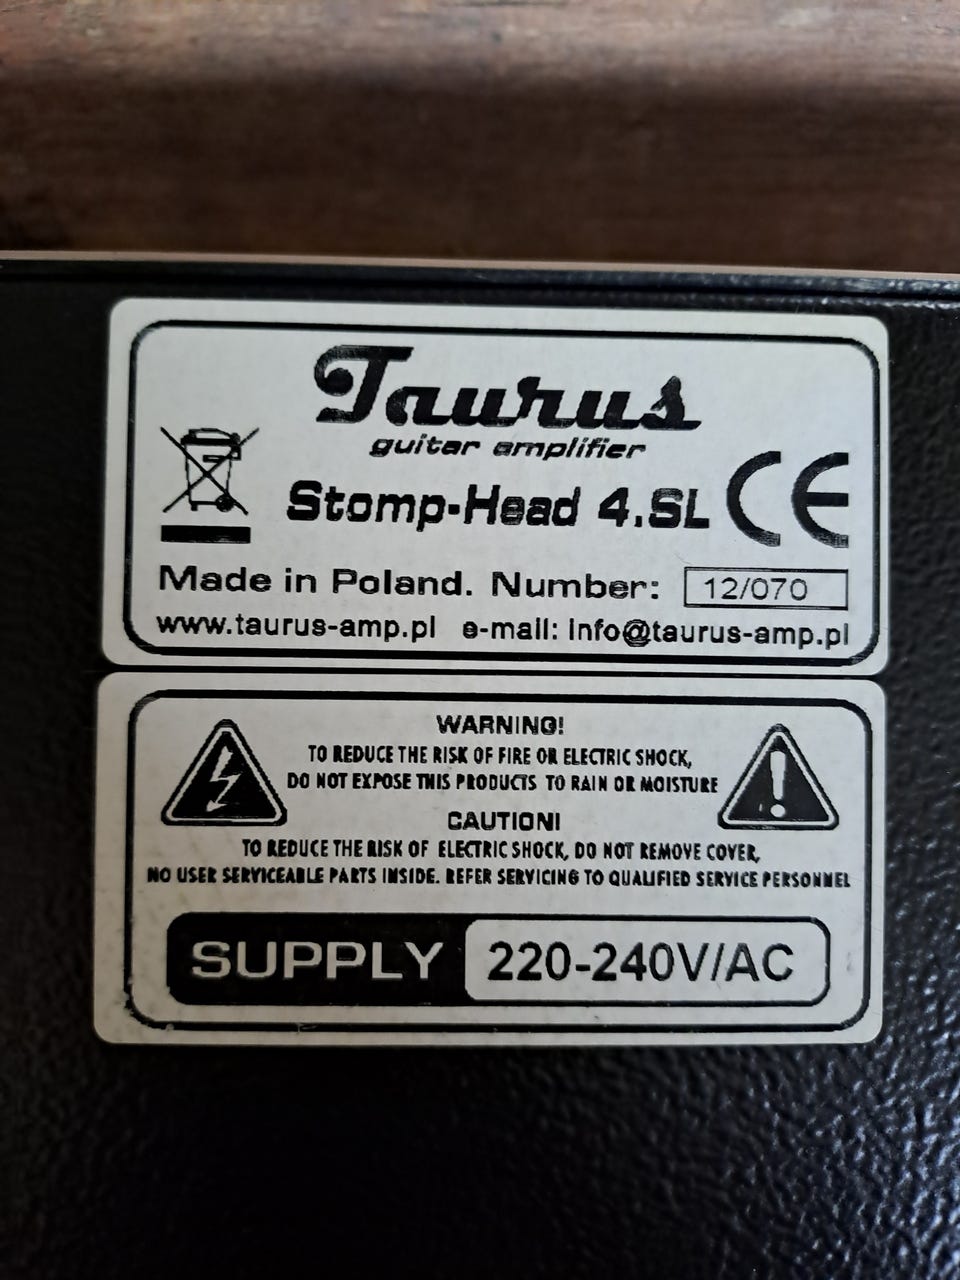 Taurus
guitar amplifier
Stomp-Head 4.SL
CE
Made in Poland. Number: 12/070
www.taurus-amp.pl e-mail: info@taurus-amp.pl
WARNING!
TO REDUCE THE RISK OF FIRE OR ELECTRIC SHOCK,
DO NOT EXPOSE THIS PRODUCTS TO RAIN OR MOISTURE
CAUTION!
TO REDUCE THE RISK OF ELECTRIC SHOCK, DO NOT REMOVE COVER,
NO USER SERVICEABLE PARTS INSIDE. REFER SERVICING TO QUALIFIED SERVICE PERSONNEL
SUPPLY 220-240V/AC